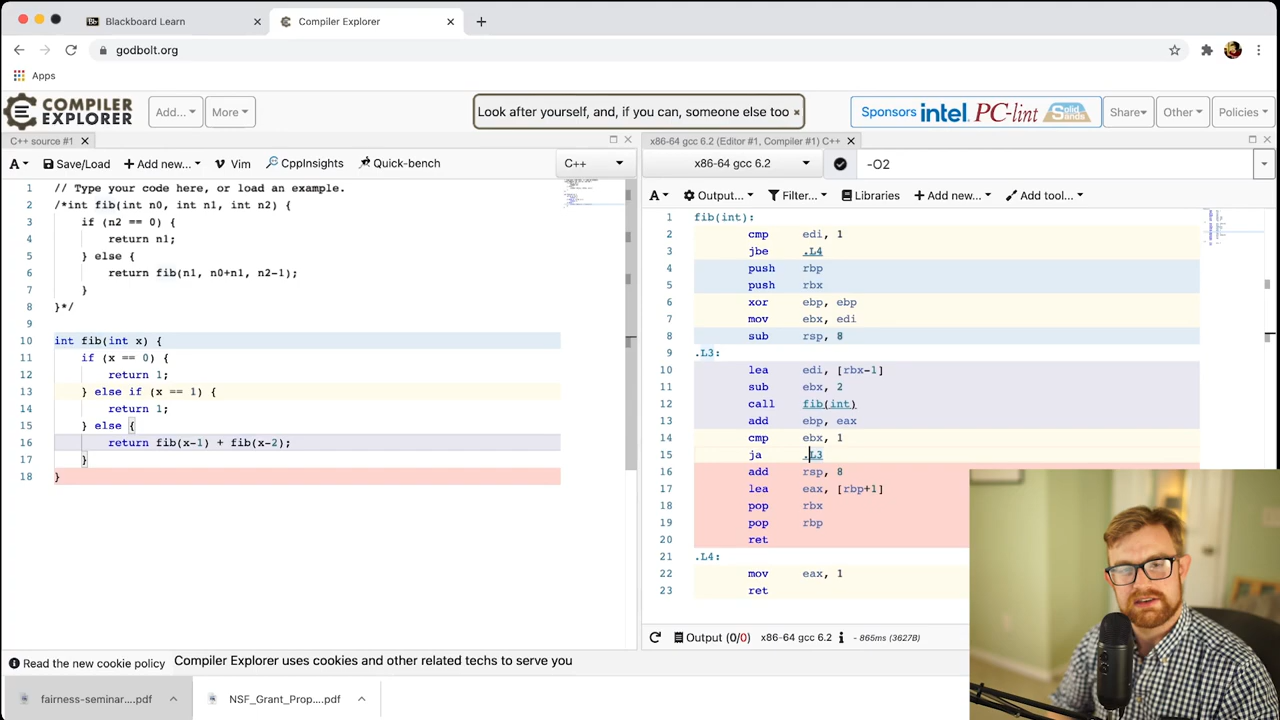 Blackboard Learn
Compiler Explorer
godbolt.org
Apps
COMPILER
EXPLORER
Add...
More
Look after yourself, and, if you can, someone else too ×
Sponsors intel PC-lint Solid Sands
Share
Other
Policies
C++ source #1
A
Save/Load
+ Add new...
Vim
CppInsights
Quick-bench
C++
1 // Type your code here, or load an example.
2 /*int fib(int n0, int n1, int n2) {
3 if (n2 == 0) {
4 return n1;
5 } else {
6 return fib(n1, n0+n1, n2-1);
7 }
8 }*/
9
10 int fib(int x) {
11 if (x == 0) {
12 return 1;
13 } else if (x == 1) {
14 return 1;
15 } else {
16 return fib(x-1) + fib(x-2);
17 }
18 }
x86-64 gcc 6.2 (Editor #1, Compiler #1) C++
x86-64 gcc 6.2
-O2
A
Output...
Filter...
Libraries
+ Add new...
Add tool...
1 fib(int):
2 cmp edi, 1
3 jbe .L4
4 push rbp
5 push rbx
6 xor ebp, ebp
7 mov ebx, edi
8 sub rsp, 8
9 .L3:
10 lea edi, [rbx-1]
11 sub ebx, 2
12 call fib(int)
13 add ebp, eax
14 cmp ebx, 1
15 ja .L3
16 add rsp, 8
17 lea eax, [rbp+1]
18 pop rbx
19 pop rbp
20 ret
21 .L4:
22 mov eax, 1
23 ret
Output (0/0) x86-64 gcc 6.2 i - 865ms (3627B)
Read the new cookie policy
Compiler Explorer uses cookies and other related techs to serve you
fairness-seminar....pdf
NSF_Grant_Prop....pdf